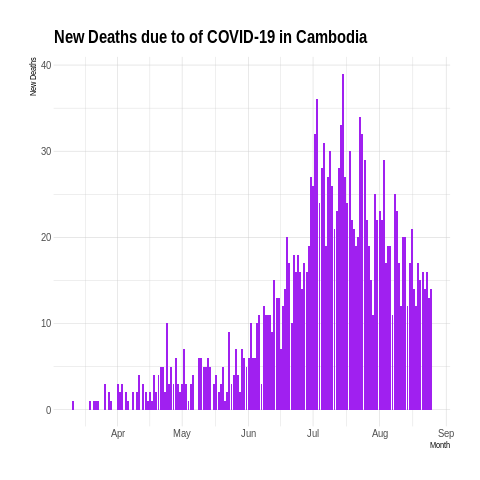 New Deaths due to of COVID-19 in Cambodia
New Deaths
40
30
20
10
0
Apr May Jun Jul Aug Sep
Month